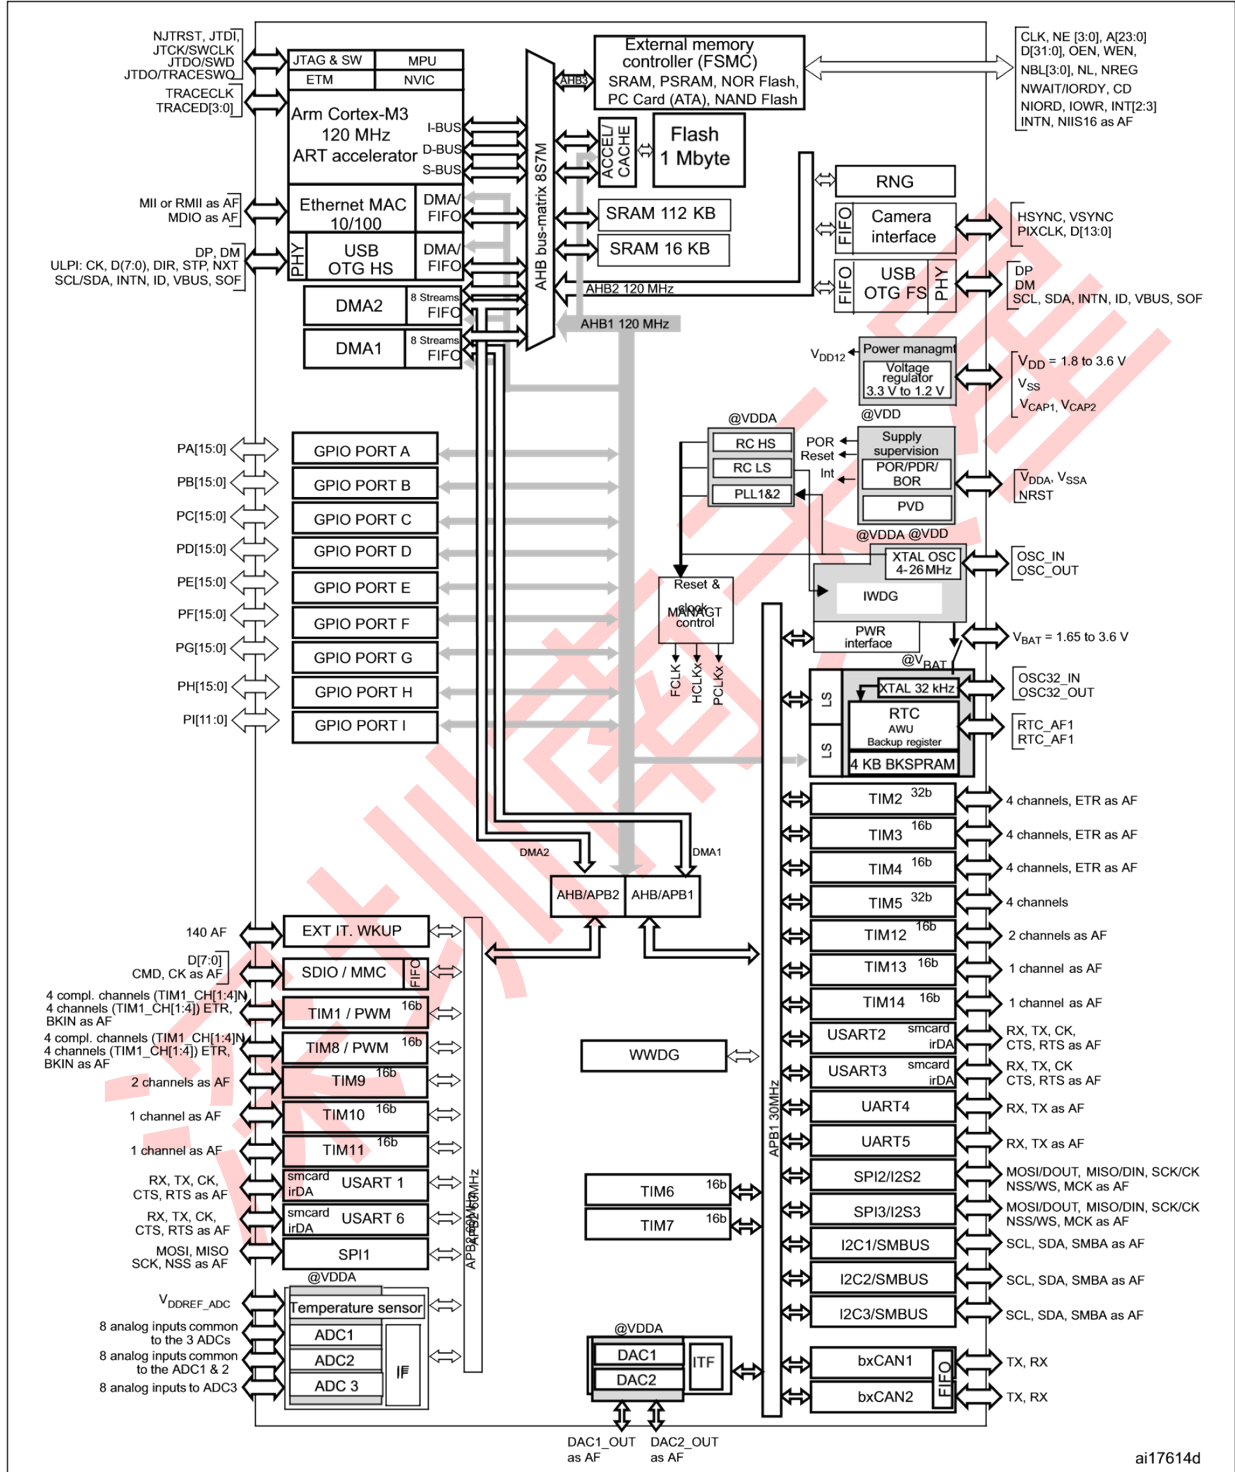 NJTRST, JTDI,
JTCK/SWCLK
JTDO/SWD
JTDO/TRACESWO
TRACECLK
TRACED[3:0]
JTAG & SW
MPU
ETM
NVIC
Arm Cortex-M3
120 MHz
ART accelerator
I-BUS
D-BUS
S-BUS
MII or RMII as AF
MDIO as AF
Ethernet MAC
10/100
DMA/
FIFO
DP, DM
ULPI: CK, D(7:0), DIR, STP, NXT
SCL/SDA, INTN, ID, VBUS, SOF
PHY
USB
OTG HS
DMA/
FIFO
DMA2
8 Streams
FIFO
DMA1
8 Streams
FIFO
AHB bus-matrix 8S7M
AHB3
External memory
controller (FSMC)
SRAM, PSRAM, NOR Flash,
PC Card (ATA), NAND Flash
CLK, NE [3:0], A[23:0]
D[31:0], OEN, WEN,
NBL[3:0], NL, NREG
NWAIT/IORDY, CD
NIORD, IOWR, INT[2:3]
INTN, NIIS16 as AF
ACCEL/
CACHE
Flash
1 Mbyte
SRAM 112 KB
SRAM 16 KB
AHB2 120 MHz
AHB1 120 MHz
RNG
FIFO
Camera
interface
HSYNC, VSYNC
PIXCLK, D[13:0]
FIFO
USB
OTG FS
PHY
DP
DM
SCL, SDA, INTN, ID, VBUS, SOF
VDD12
Power managmt
Voltage
regulator
3.3 V to 1.2 V
VDD = 1.8 to 3.6 V
VSS
VCAP1, VCAP2
@VDD
@VDDA
RC HS
RC LS
PLL1&2
POR
Reset
Int
Supply
supervision
POR/PDR/
BOR
PVD
VDDA, VSSA
NRST
@VDDA @VDD
XTAL OSC
4-26 MHz
OSC_IN
OSC_OUT
IWDG
Reset &
clock
MANAGT
control
FCLK
HCLKx
PCLKx
PWR
interface
VBAT = 1.65 to 3.6 V
@VBAT
LS
LS
XTAL 32 kHz
OSC32_IN
OSC32_OUT
RTC
AWU
Backup register
RTC_AF1
RTC_AF1
4 KB BKSPRAM
PA[15:0]
GPIO PORT A
PB[15:0]
GPIO PORT B
PC[15:0]
GPIO PORT C
PD[15:0]
GPIO PORT D
PE[15:0]
GPIO PORT E
PF[15:0]
GPIO PORT F
PG[15:0]
GPIO PORT G
PH[15:0]
GPIO PORT H
PI[11:0]
GPIO PORT I
DMA2
DMA1
AHB/APB2
AHB/APB1
TIM2 32b
4 channels, ETR as AF
TIM3 16b
4 channels, ETR as AF
TIM4 16b
4 channels, ETR as AF
TIM5 32b
4 channels
TIM12 16b
2 channels as AF
TIM13 16b
1 channel as AF
TIM14 16b
1 channel as AF
USART2
smcard
irDA
RX, TX, CK,
CTS, RTS as AF
USART3
smcard
irDA
RX, TX, CK
CTS, RTS as AF
UART4
RX, TX as AF
UART5
RX, TX as AF
SPI2/I2S2
MOSI/DOUT, MISO/DIN, SCK/CK
NSS/WS, MCK as AF
SPI3/I2S3
MOSI/DOUT, MISO/DIN, SCK/CK
NSS/WS, MCK as AF
I2C1/SMBUS
SCL, SDA, SMBA as AF
I2C2/SMBUS
SCL, SDA, SMBA as AF
I2C3/SMBUS
SCL, SDA, SMBA as AF
bxCAN1
TX, RX
bxCAN2
FIFO
TX, RX
APB1 30MHz
WWDG
TIM6 16b
TIM7 16b
@VDDA
DAC1
DAC2
ITF
DAC1_OUT
as AF
DAC2_OUT
as AF
140 AF
EXT IT. WKUP
D[7:0]
CMD, CK as AF
SDIO / MMC
FIFO
4 compl. channels (TIM1_CH[1:4]N
4 channels (TIM1_CH[1:4]) ETR,
BKIN as AF
TIM1 / PWM 16b
4 compl. channels (TIM1_CH[1:4]N
4 channels (TIM1_CH[1:4]) ETR,
BKIN as AF
TIM8 / PWM 16b
2 channels as AF
TIM9 16b
1 channel as AF
TIM10 16b
1 channel as AF
TIM11 16b
RX, TX, CK,
CTS, RTS as AF
smcard
irDA
USART 1
RX, TX, CK,
CTS, RTS as AF
smcard
irDA
USART 6
MOSI, MISO
SCK, NSS as AF
SPI1
@VDDA
VDDREF_ADC
Temperature sensor
8 analog inputs common
to the 3 ADCs
ADC1
8 analog inputs common
to the ADC1 & 2
ADC2
8 analog inputs to ADC3
ADC 3
IF
ai17614d